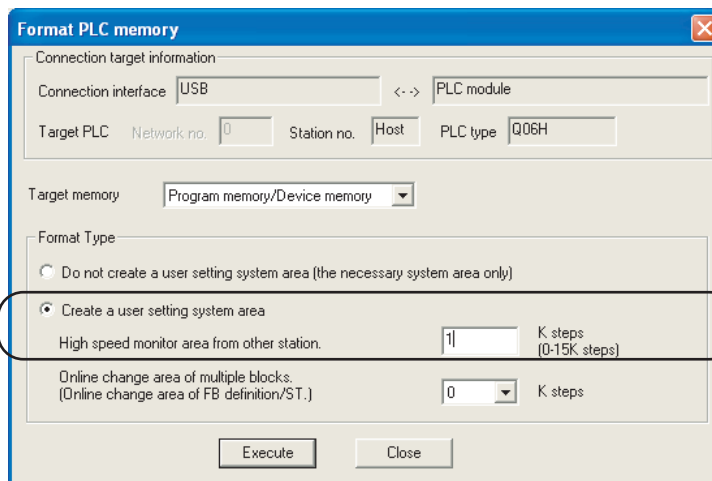 Format PLC memory
Connection target information
Connection interface USB <--> PLC module
Target PLC Network no. 0 Station no. Host PLC type Q06H
Target memory Program memory/Device memory
Format Type
Do not create a user setting system area (the necessary system area only)
Create a user setting system area
High speed monitor area from other station. 1 K steps
(0-15K steps)
Online change area of multiple blocks.
(Online change area of FB definition/ST.) 0 K steps
Execute Close